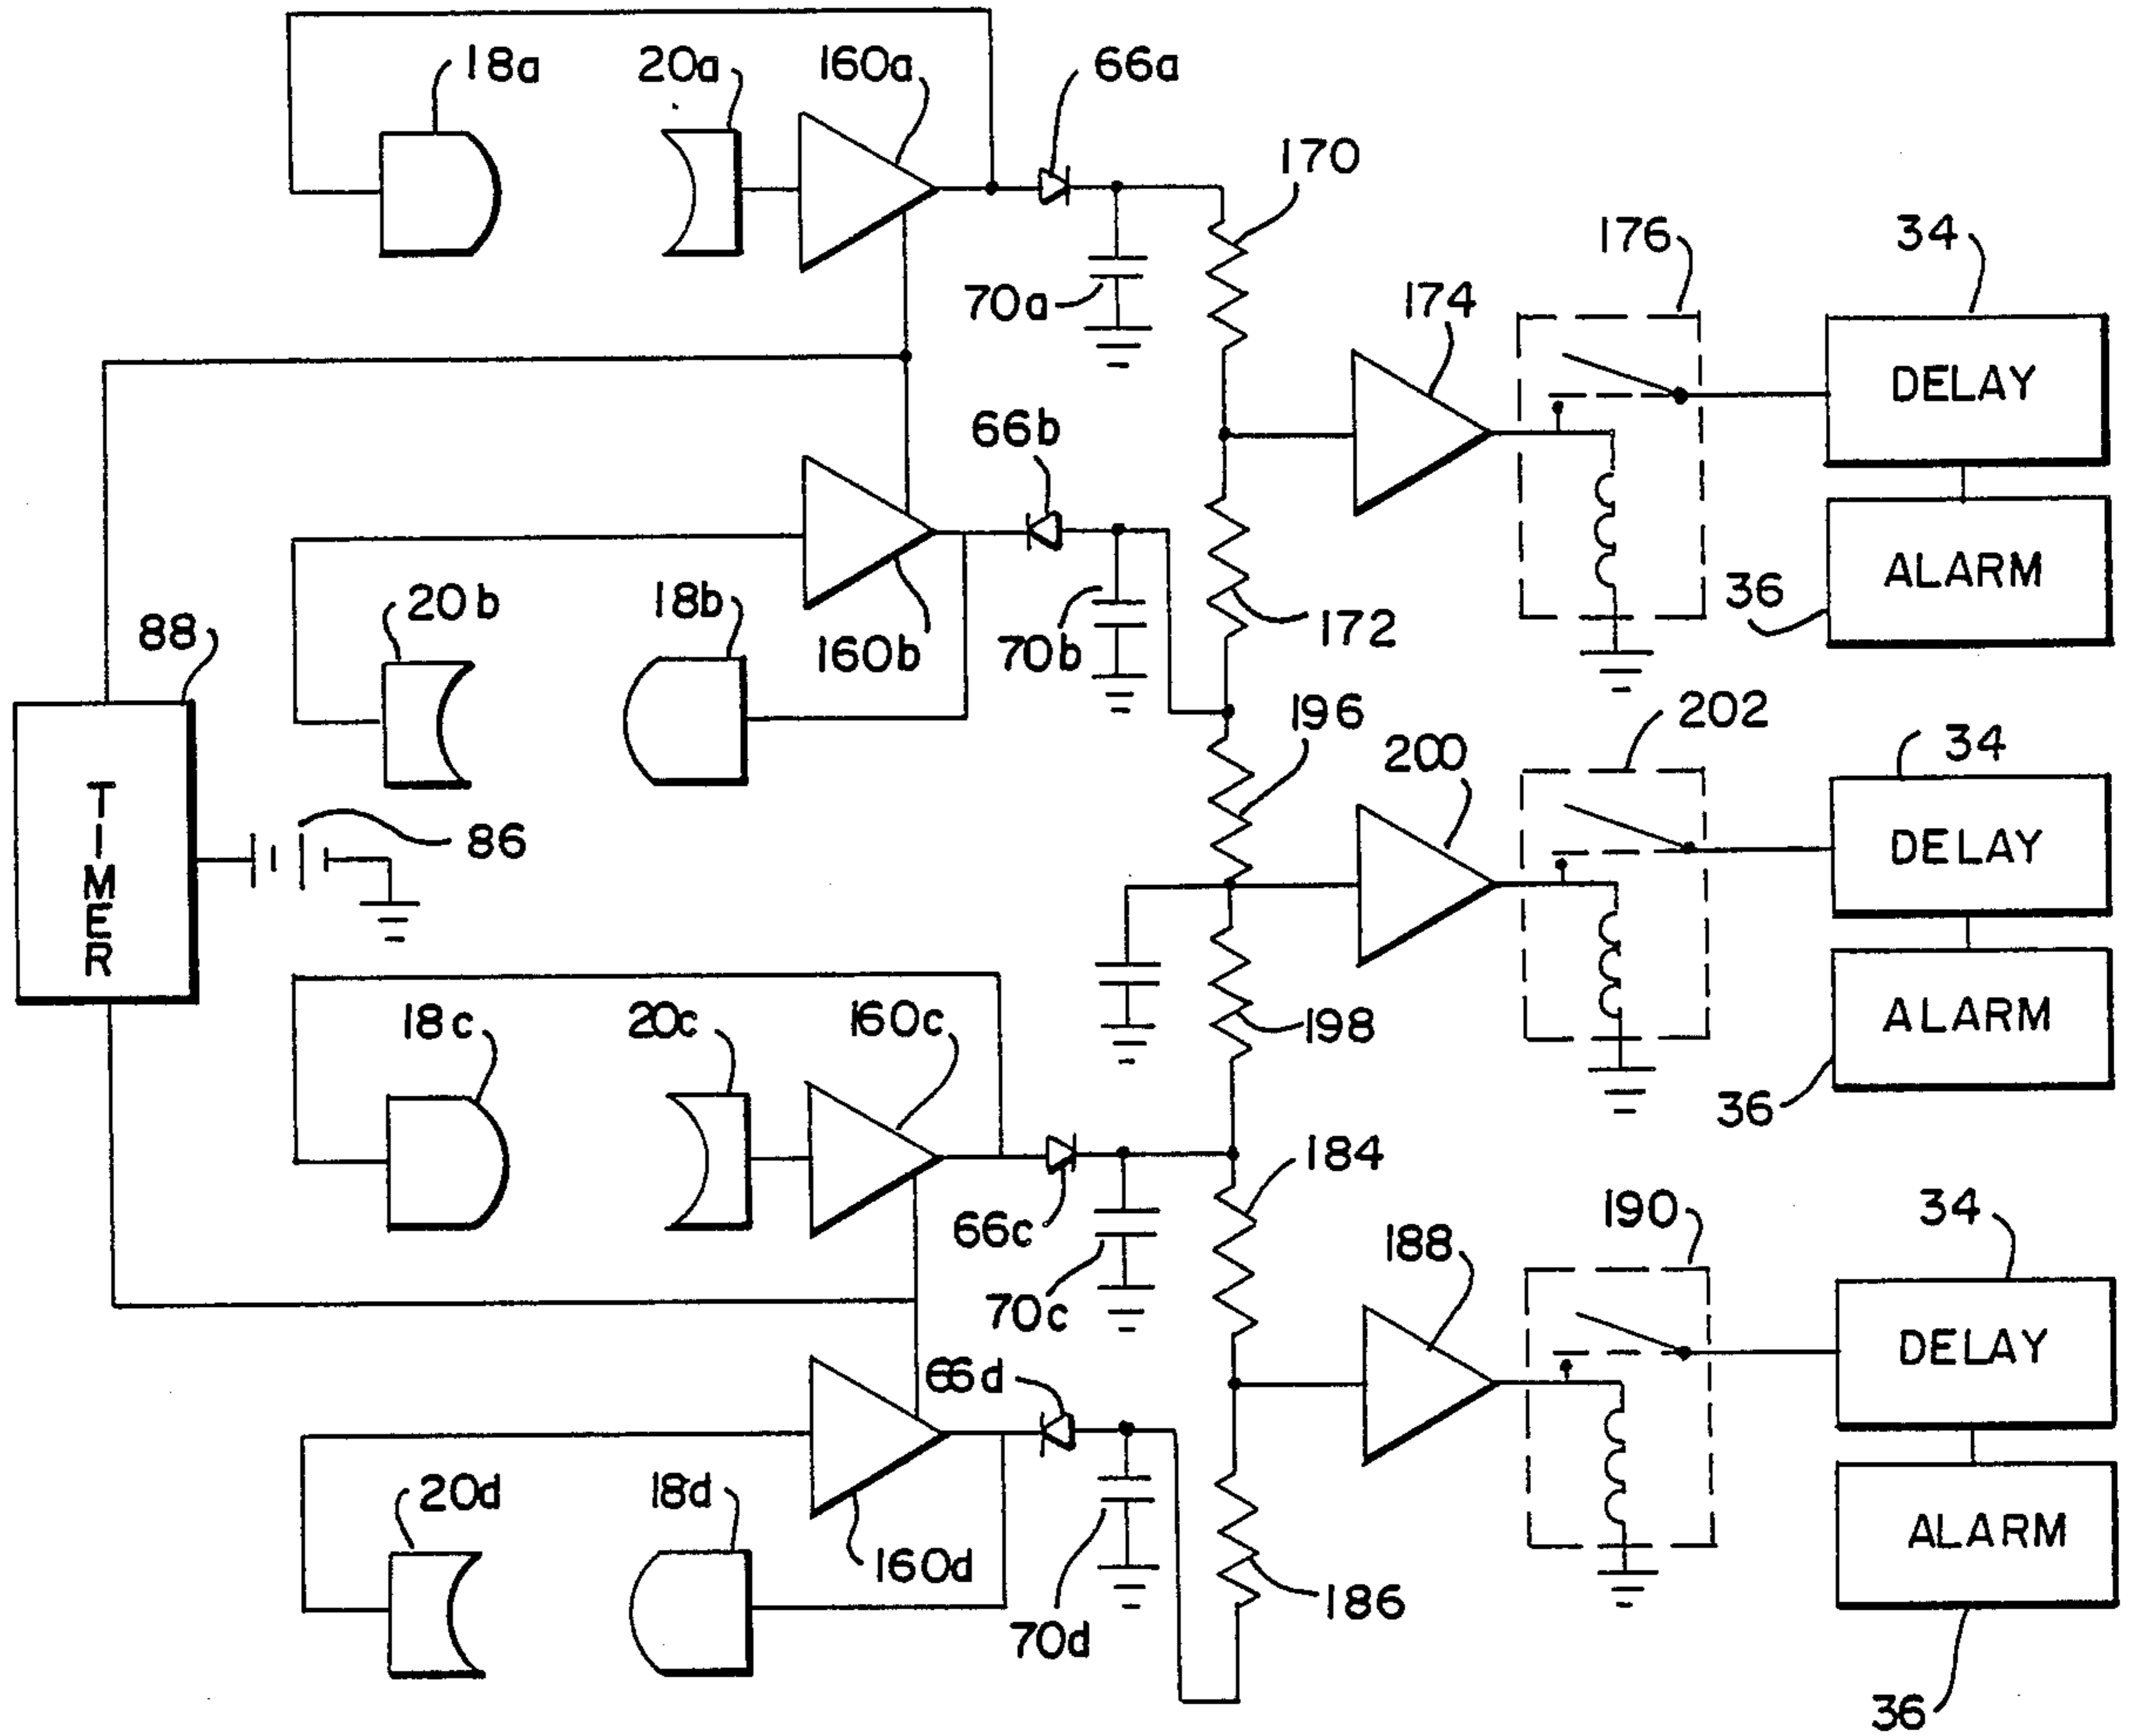 18a
20a
160a
66a
170
70a
176
34
174
DELAY
66b
20b
18b
160b
70b
172
36
ALARM
88
196
202
200
34
TIMER
86
DELAY
18c
20c
160c
198
ALARM
36
184
66c
70c
190
34
188
DELAY
66d
20d
18d
160d
70d
186
ALARM
36